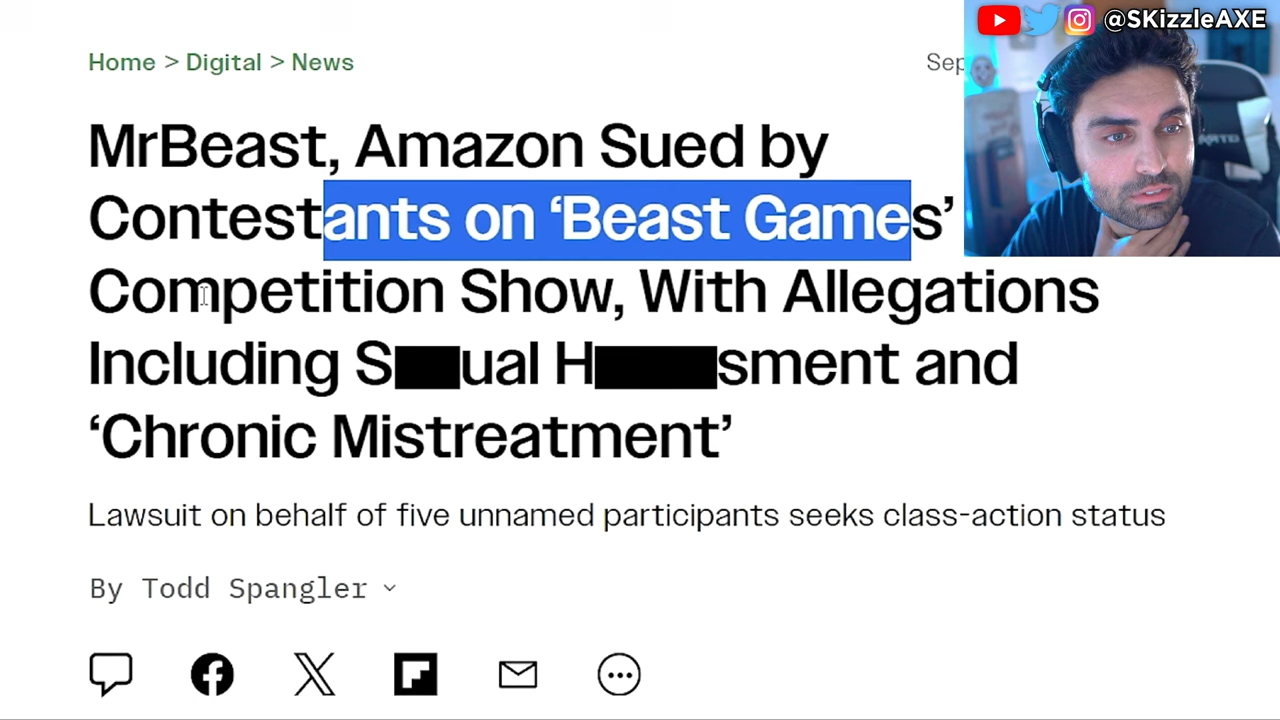 @SKizzleAXE
Home > Digital > News
Sep
MrBeast, Amazon Sued by
Contestants on ‘Beast Games’
Competition Show, With Allegations
Including S ual H sment and
‘Chronic Mistreatment’
Lawsuit on behalf of five unnamed participants seeks class-action status
By Todd Spangler